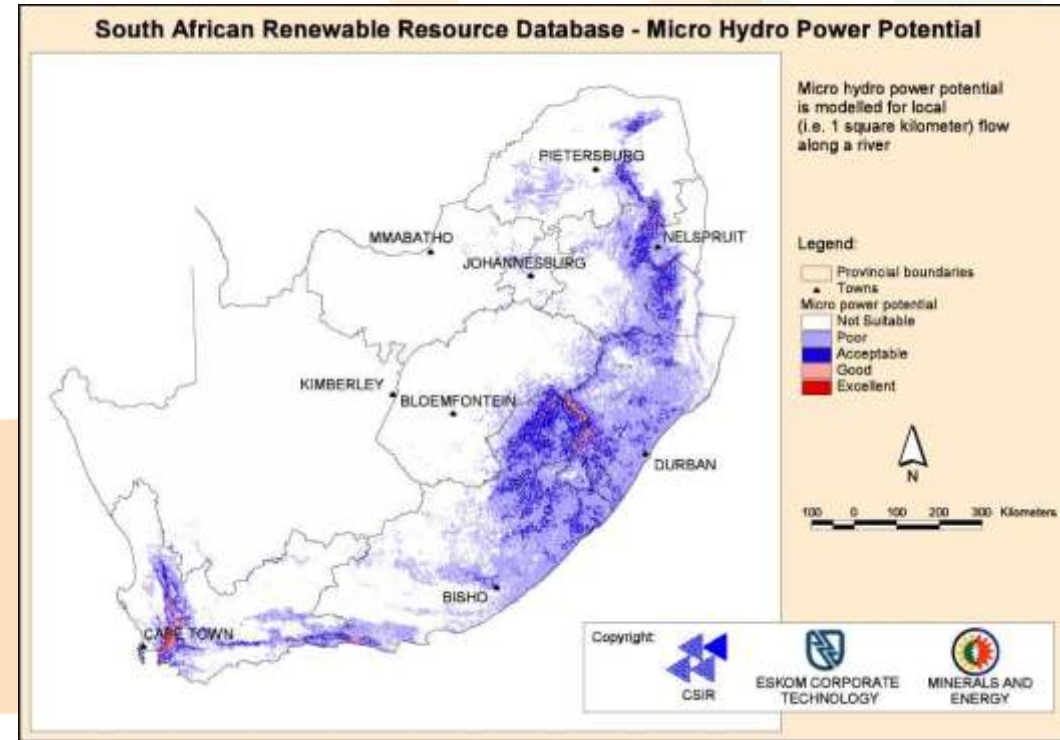 South African Renewable Resource Database - Micro Hydro Power Potential
Micro hydro power potential
is modelled for local
(i.e. 1 square kilometer) flow
along a river
PIETERSBURG
MMABATHO
NELSPRUIT
JOHANNESBURG
KIMBERLEY
BLOEMFONTEIN
DURBAN
BISHO
CAPE TOWN
Legend:
Provincial boundaries
Towns
Micro power potential
Not Suitable
Poor
Acceptable
Good
Excellent
N
100 0 100 200 300 Kilometers
Copyright:
CSIR
ESKOM CORPORATE
TECHNOLOGY
MINERALS AND
ENERGY